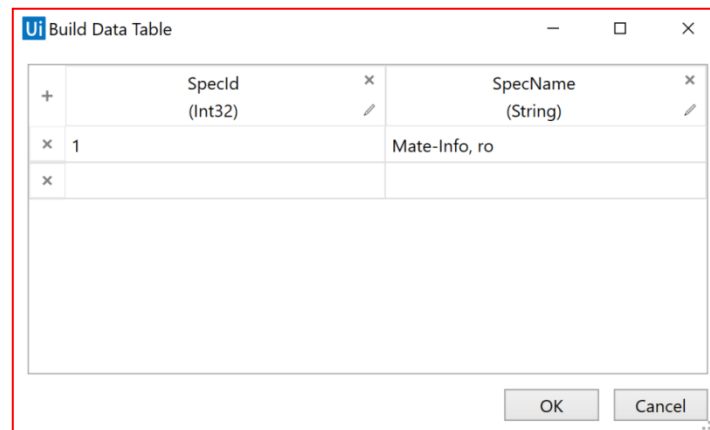 Ui Build Data Table
SpecId
(Int32)
SpecName
(String)
1 Mate-Info, ro
OK Cancel